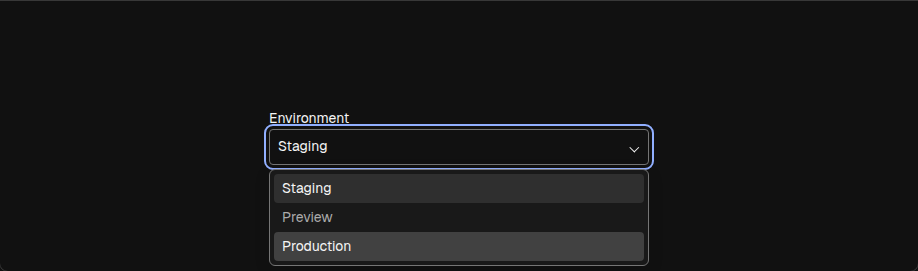 Environment
Staging
Staging
Preview
Production